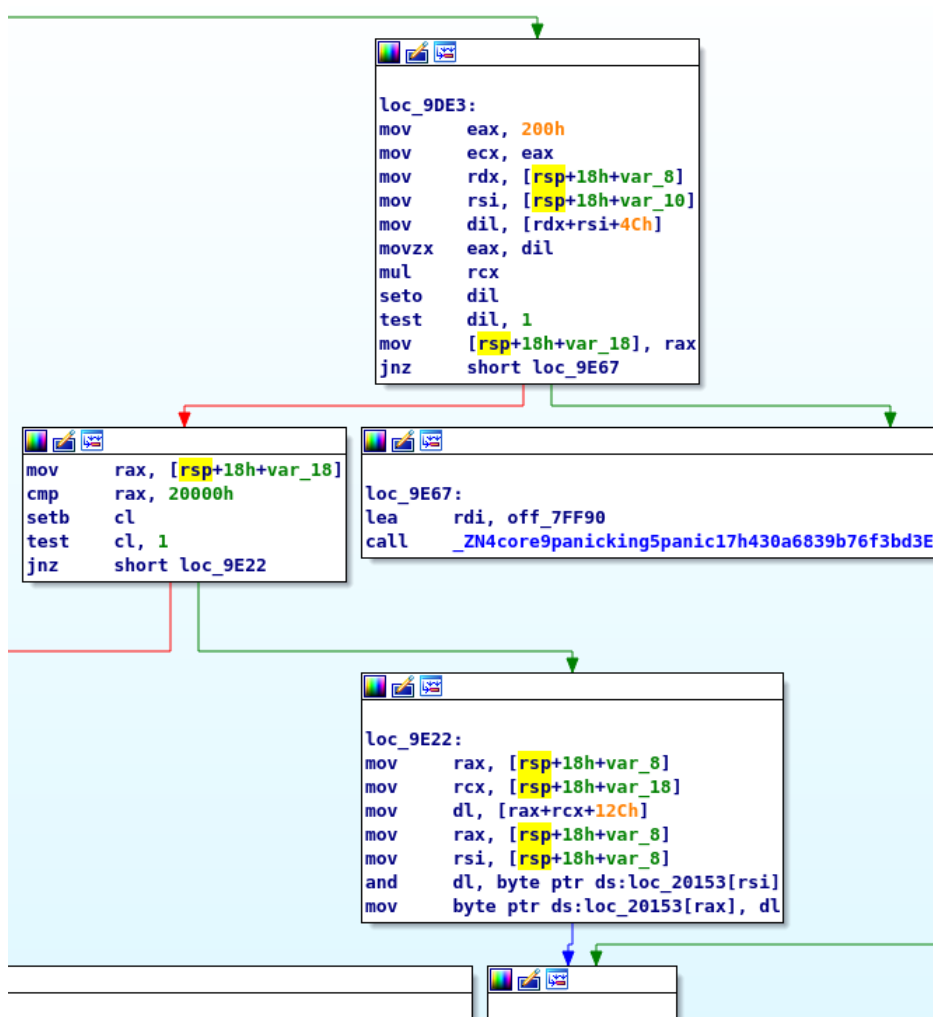 loc_9DE3:
mov eax, 200h
mov ecx, eax
mov rdx, [rsp+18h+var_8]
mov rsi, [rsp+18h+var_10]
mov dil, [rdx+rsi+4Ch]
movzx eax, dil
mul rcx
seto dil
test dil, 1
mov [rsp+18h+var_18], rax
jnz short loc_9E67
mov rax, [rsp+18h+var_18]
cmp rax, 20000h
setb cl
test cl, 1
jnz short loc_9E22
loc_9E67:
lea rdi, off_7FF90
call _ZN4core9panicking5panic17h430a6839b76f3bd3E
loc_9E22:
mov rax, [rsp+18h+var_8]
mov rcx, [rsp+18h+var_18]
mov dl, [rax+rcx+12Ch]
mov rax, [rsp+18h+var_8]
mov rsi, [rsp+18h+var_8]
and dl, byte ptr ds:loc_20153[rsi]
mov byte ptr ds:loc_20153[rax], dl